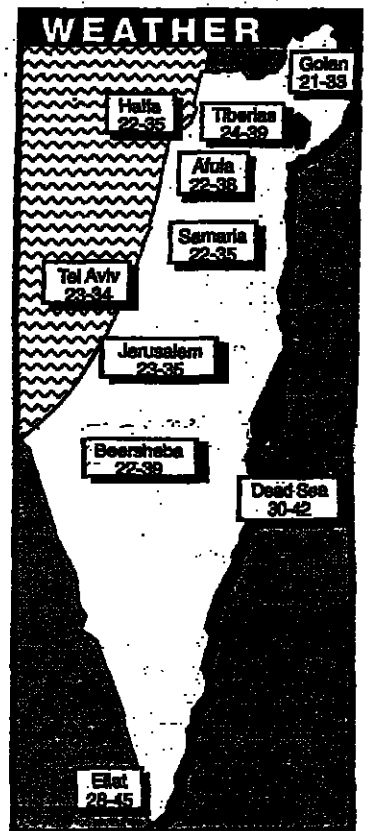 WEATHER
Golan
21-33
Haifa
22-35
Tiberias
24-39
Afula
22-38
Samaria
22-35
Tel Aviv
23-34
Jerusalem
23-35
Beersheba
22-39
Dead Sea
30-42
Eilat
28-45